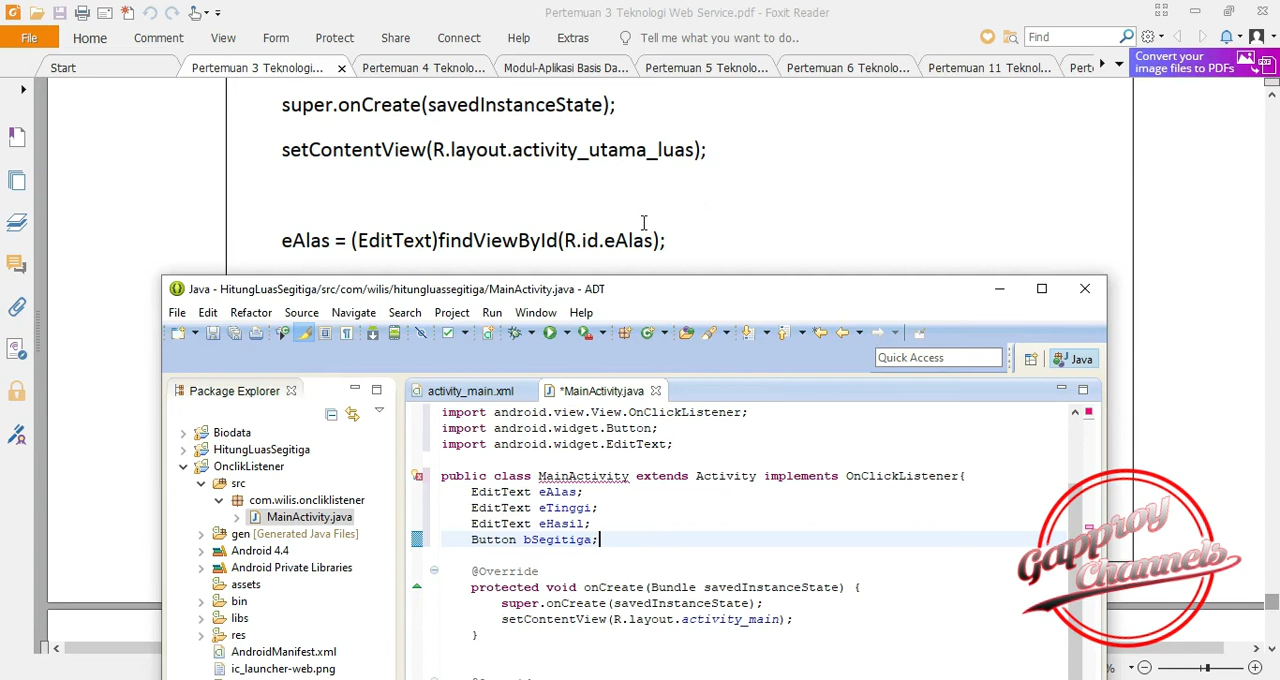 Pertemuan 3 Teknologi Web Service.pdf - Foxit Reader
File Home Comment View Form Protect Share Connect Help Extras Tell me what you want to do.. Find
Start Pertemuan 3 Teknologi... Pertemuan 4 Teknolo... Modul-Aplikasi Basis Da... Pertemuan 5 Teknolo... Pertemuan 6 Teknolo... Pertemuan 11 Teknol... Perte
Convert your
image files to PDFs
super.onCreate(savedInstanceState);
setContentView(R.layout.activity_utama_luas);
eAlas = (EditText)findViewById(R.id.eAlas);
Java - HitungLuasSegitiga/src/com/wilis/hitungluassegitiga/MainActivity.java - ADT
File Edit Refactor Source Navigate Search Project Run Window Help
Quick Access
Java
Package Explorer
activity_main.xml
*MainActivity.java
Biodata
HitungLuasSegitiga
OnclikListener
src
com.wilis.oncliklistener
MainActivity.java
gen [Generated Java Files]
Android 4.4
Android Private Libraries
assets
bin
libs
res
AndroidManifest.xml
ic_launcher-web.png
import android.view.View.OnClickListener;
import android.widget.Button;
import android.widget.EditText;
public class MainActivity extends Activity implements OnClickListener{
EditText eAlas;
EditText eTinggi;
EditText eHasil;
Button bSegitiga;
@Override
protected void onCreate(Bundle savedInstanceState) {
super.onCreate(savedInstanceState);
setContentView(R.layout.activity_main);
}
Gapproy
Channels
%